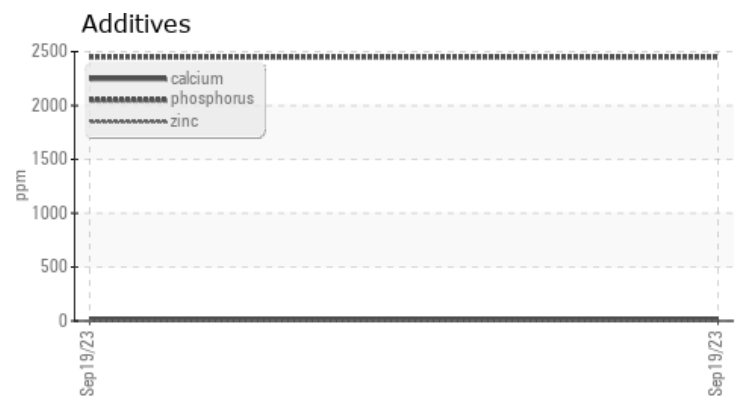 Additives
2500
2000
1500
1000
500
0
ppm
calcium
phosphorus
zinc
Sep19/23
Sep19/23